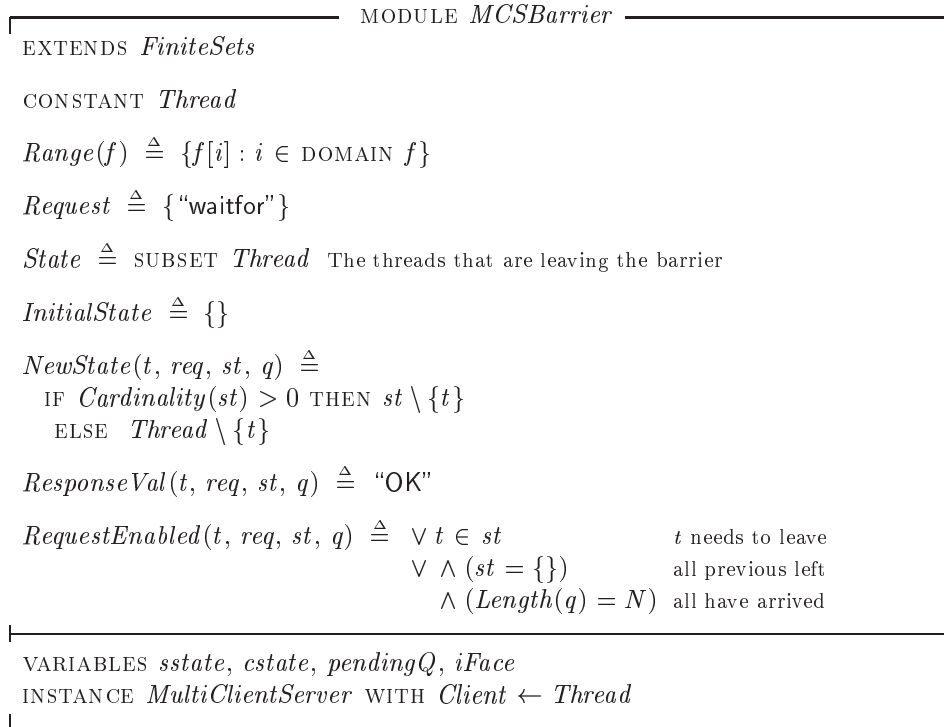 MODULE MCSBarrier
EXTENDS FiniteSets
CONSTANT Thread
Range(f) ≜ {f[i] : i ∈ DOMAIN f}
Request ≜ {“waitfor”}
State ≜ SUBSET Thread The threads that are leaving the barrier
InitialState ≜ {}
NewState(t, req, st, q) ≜
IF Cardinality(st) > 0 THEN st \ {t}
ELSE Thread \ {t}
ResponseVal(t, req, st, q) ≜ “OK”
RequestEnabled(t, req, st, q) ≜ ∨ t ∈ st t needs to leave
∨ ∧ (st = {}) all previous left
∧ (Length(q) = N) all have arrived
VARIABLES sstate, cstate, pendingQ, iFace
INSTANCE MultiClientServer WITH Client ← Thread